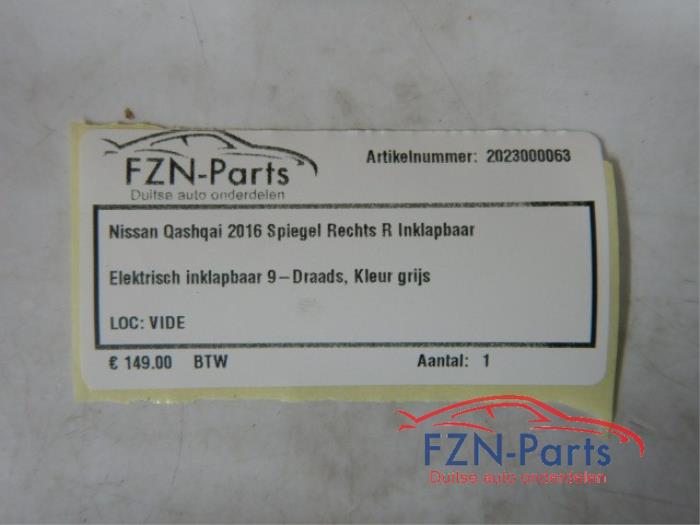 FZN-Parts
Duitse auto onderdelen
Artikelnummer: 2023000063
Nissan Qashqai 2016 Spiegel Rechts R Inklapbaar
Elektrisch inklapbaar 9-Draads, Kleur grijs
LOC: VIDE
€ 149.00 BTW Aantal: 1
FZN-Parts
Duitse auto onderdelen